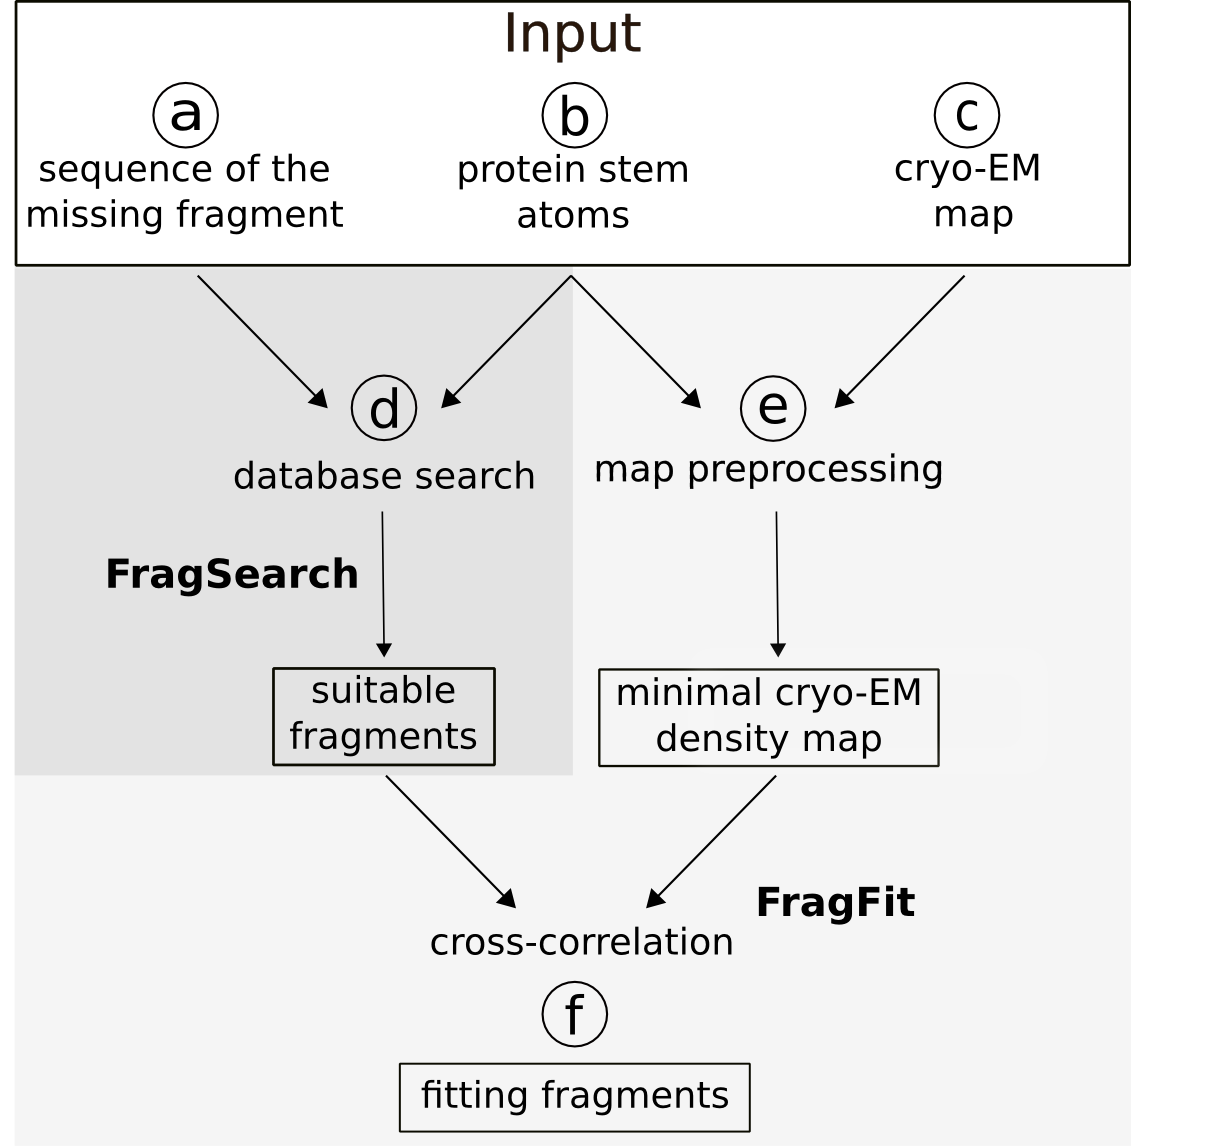 Input
a
b
c
sequence of the
missing fragment
protein stem
atoms
cryo-EM
map
d
e
database search
map preprocessing
FragSearch
suitable
fragments
minimal cryo-EM
density map
FragFit
cross-correlation
f
fitting fragments